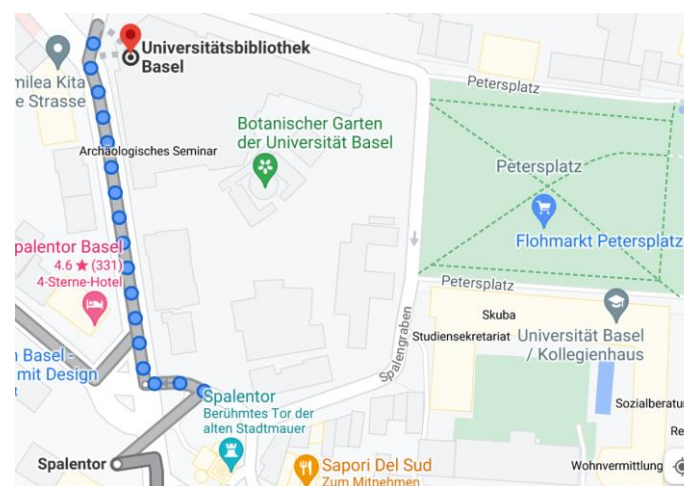 Universitätsbibliothek
Basel
milea Kita
e Strasse
Petersplatz
Botanischer Garten
der Universität Basel
Archäologisches Seminar
Petersplatz
Flohmarkt Petersplatz
palentor Basel
4.6 ★ (331)
4-Sterne-Hotel
Petersplatz
Skuba
Studiensekretariat
Universität Basel
/ Kollegienhaus
Spalengraben
n Basel -
mit Design
t
Spalentor
Berühmtes Tor der
alten Stadtmauer
Sozialberatu
Re
Spalentor
Sapori Del Sud
Zum Mitnehmen
Wohnvermittlung